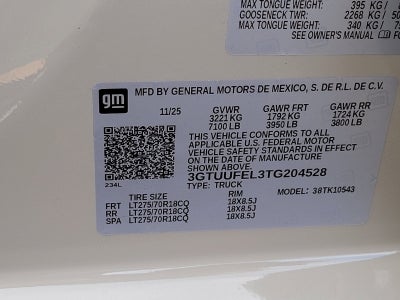 MAX TONGUE WEIGHT 395 KG /
GOOSENECK TWR: 2268 KG / 50
MAX TONGUE WEIGHT 340 KG / 75
SEE OWNER'S MANUAL FOR
gm
MFD BY GENERAL MOTORS DE MEXICO, S. DE R.L. DE C.V.
11/25 GVWR GAWR FRT GAWR RR
3221 KG 1792 KG 1724 KG
7100 LB 3950 LB 3800 LB
THIS VEHICLE CONFORMS TO ALL
APPLICABLE U.S. FEDERAL MOTOR
VEHICLE SAFETY STANDARDS IN
EFFECT ON THE DATE OF MANUFACTURE
SHOWN ABOVE.
3GTUUFEL3TG204528
TYPE: TRUCK MODEL: 38TK10543
234L
TIRE SIZE RIM
FRT LT275/70R18CQ 18X8.5J
RR LT275/70R18CQ 18X8.5J
SPA LT275/70R18CQ 18X8.5J